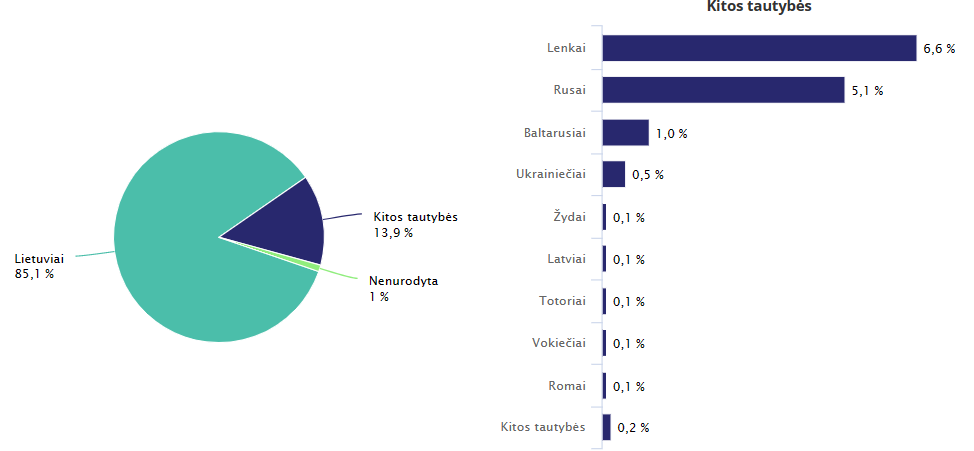 Kitos tautybės
Lietuviai
85,1 %
Kitos tautybės
13,9 %
Nenurodyta
1 %
Lenkai 6,6 %
Rusai 5,1 %
Baltarusiai 1,0 %
Ukrainiečiai 0,5 %
Žydai 0,1 %
Latviai 0,1 %
Totoriai 0,1 %
Vokiečiai 0,1 %
Romai 0,1 %
Kitos tautybės 0,2 %